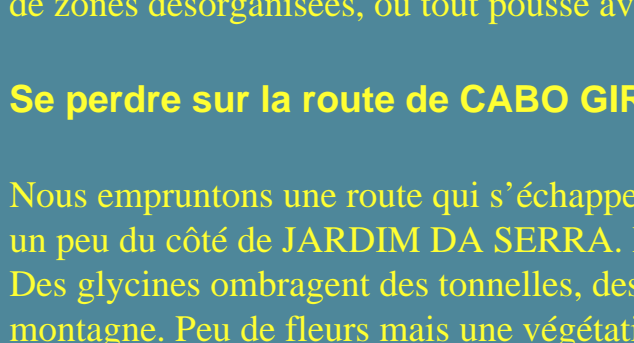 de zones désorganisées, où tout pousse av
Se perdre sur la route de CABO GIR
Nous empruntons une route qui s’échappe
un peu du côté de JARDIM DA SERRA.
Des glycines ombragent des tonnelles, des
montagne. Peu de fleurs mais une végétati